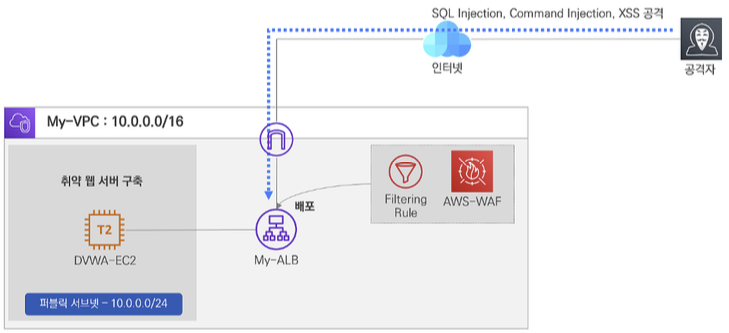 SQL Injection, Command Injection, XSS 공격
인터넷
공격자
My-VPC : 10.0.0.0/16
취약 웹 서버 구축
T2
DVWA-EC2
배포
My-ALB
Filtering
Rule
AWS-WAF
퍼블릭 서브넷 - 10.0.0.0/24